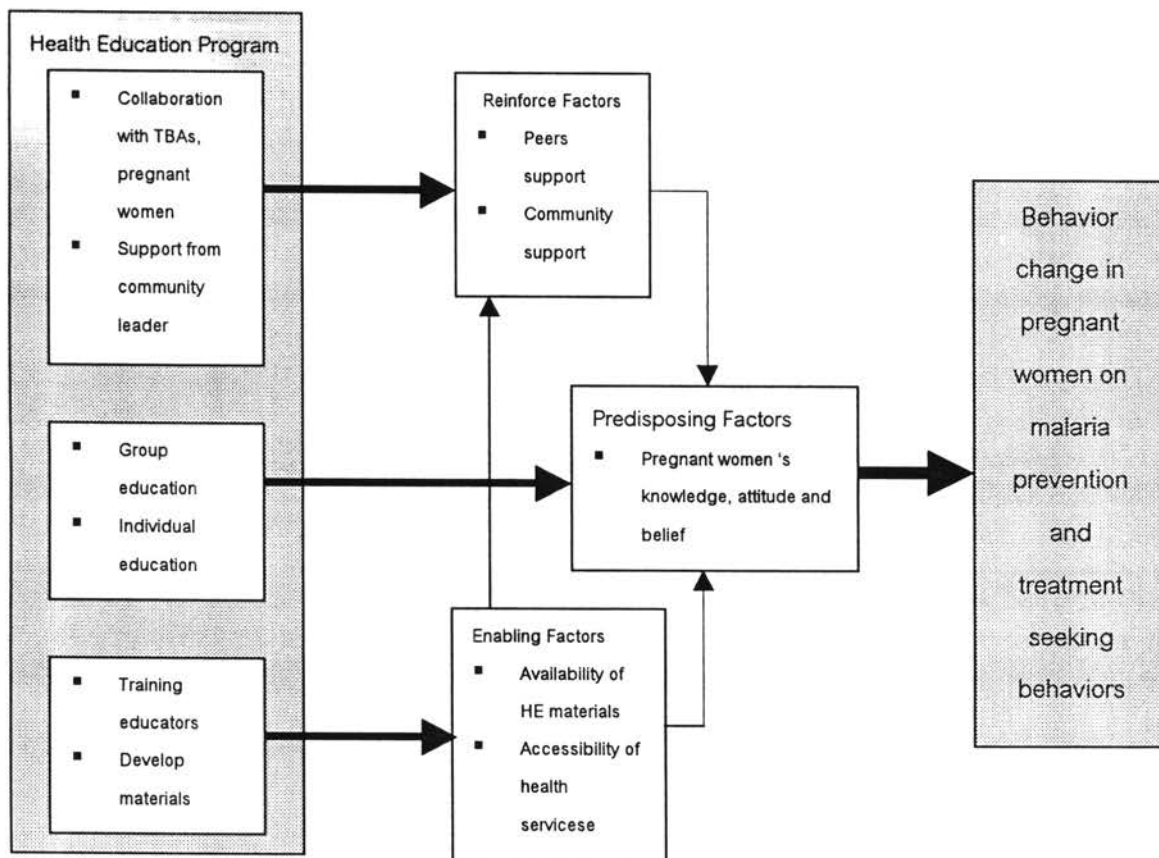 Health Education Program
▪ Collaboration
with TBAs,
pregnant
women
▪ Support from
community
leader
▪ Group
education
▪ Individual
education
▪ Training
educators
▪ Develop
materials
Reinforce Factors
▪ Peers
support
▪ Community
support
Predisposing Factors
▪ Pregnant women 's
knowledge, attitude and
belief
Enabling Factors
▪ Availability of
HE materials
▪ Accessibility of
health
servicese
Behavior
change in
pregnant
women on
malaria
prevention
and
treatment
seeking
behaviors